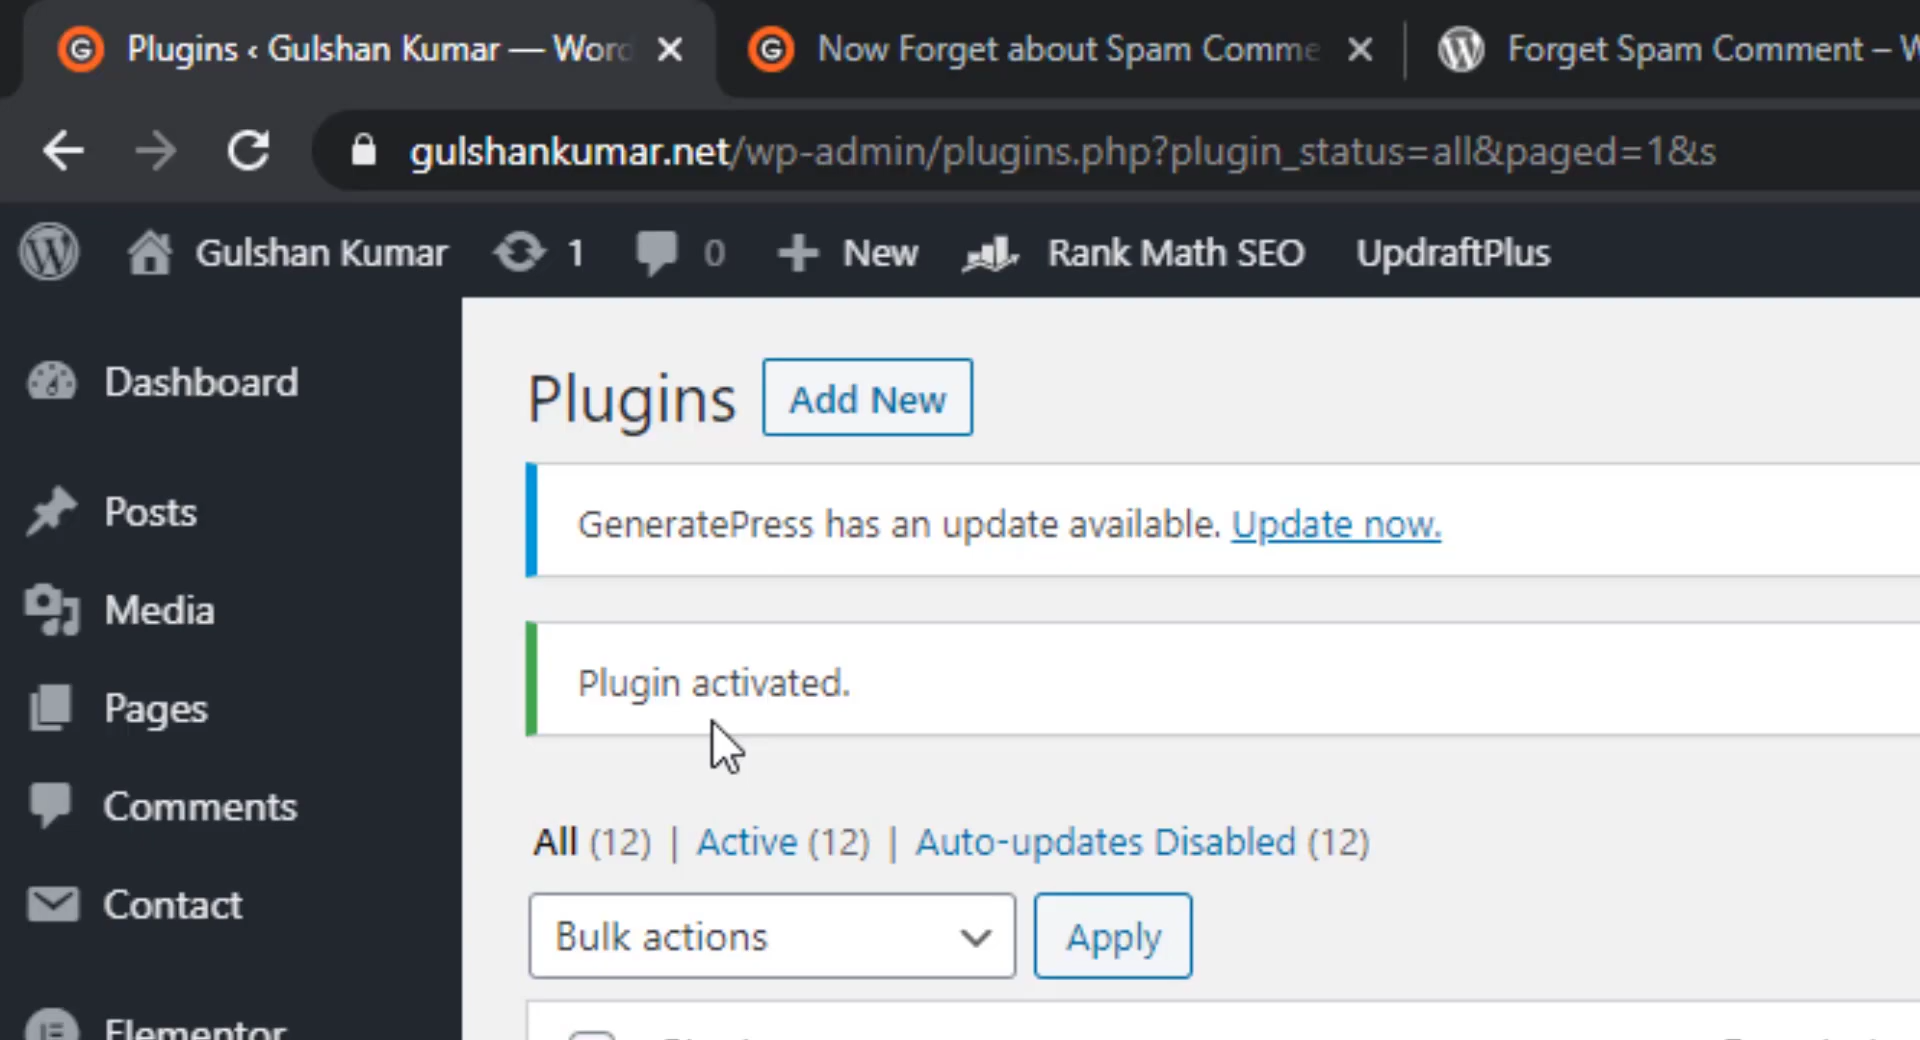 Plugins ‹ Gulshan Kumar — Word
Now Forget about Spam Comme
Forget Spam Comment – W
gulshankumar.net/wp-admin/plugins.php?plugin_status=all&paged=1&s
Gulshan Kumar 1 0 New Rank Math SEO UpdraftPlus
Dashboard
Posts
Media
Pages
Comments
Contact
Elementor
Plugins Add New
GeneratePress has an update available. Update now.
Plugin activated.
All (12) | Active (12) | Auto-updates Disabled (12)
Bulk actions Apply